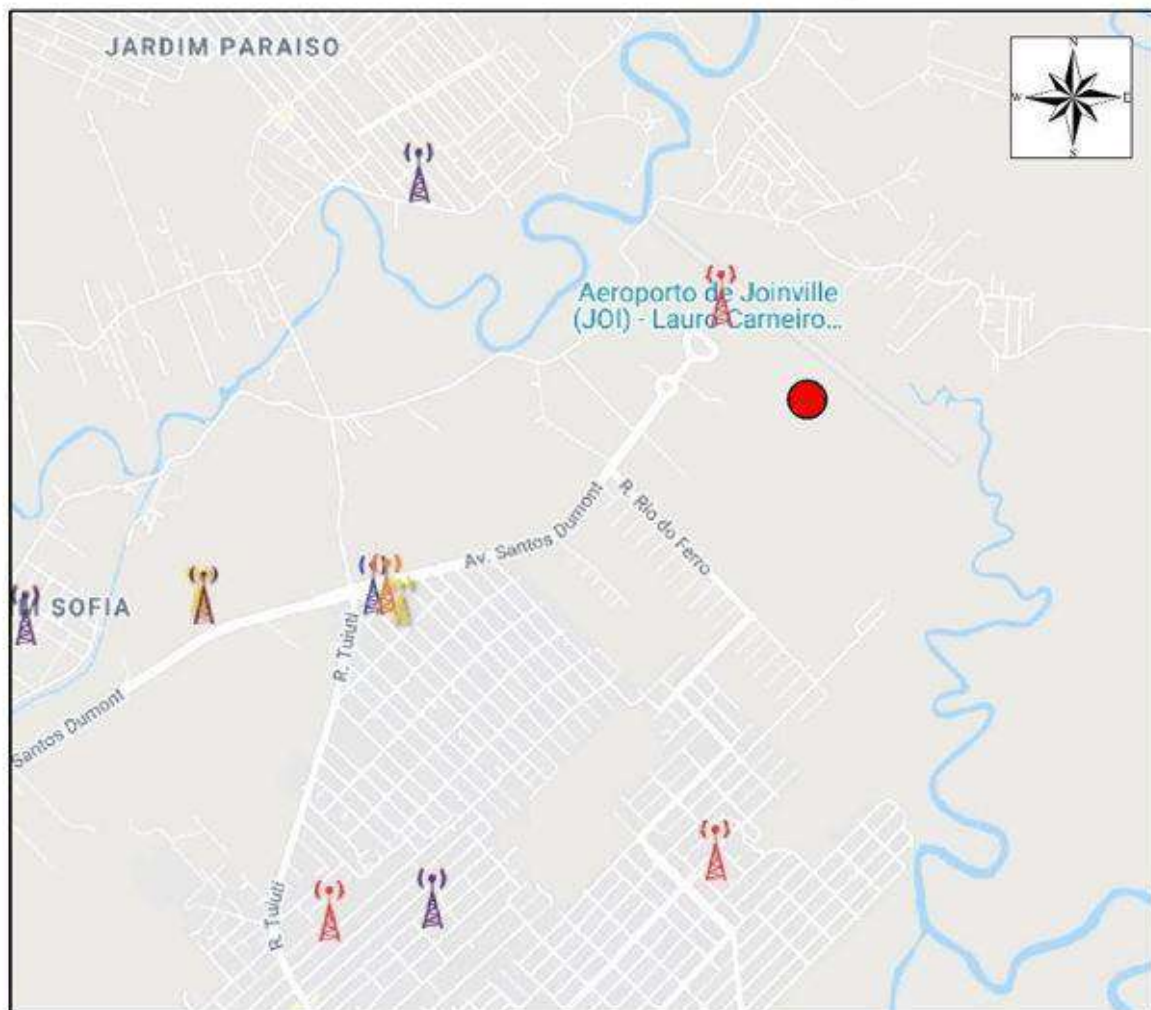 JARDIM PARAISO
N
W
E
S
Aeroporto de Joinville
(JOI) - Lauro Carneiro...
R. Rio do Ferro
Av. Santos Dumont
SOFIA
R. Tuiuti
Santos Dumont
R. Tuiuti